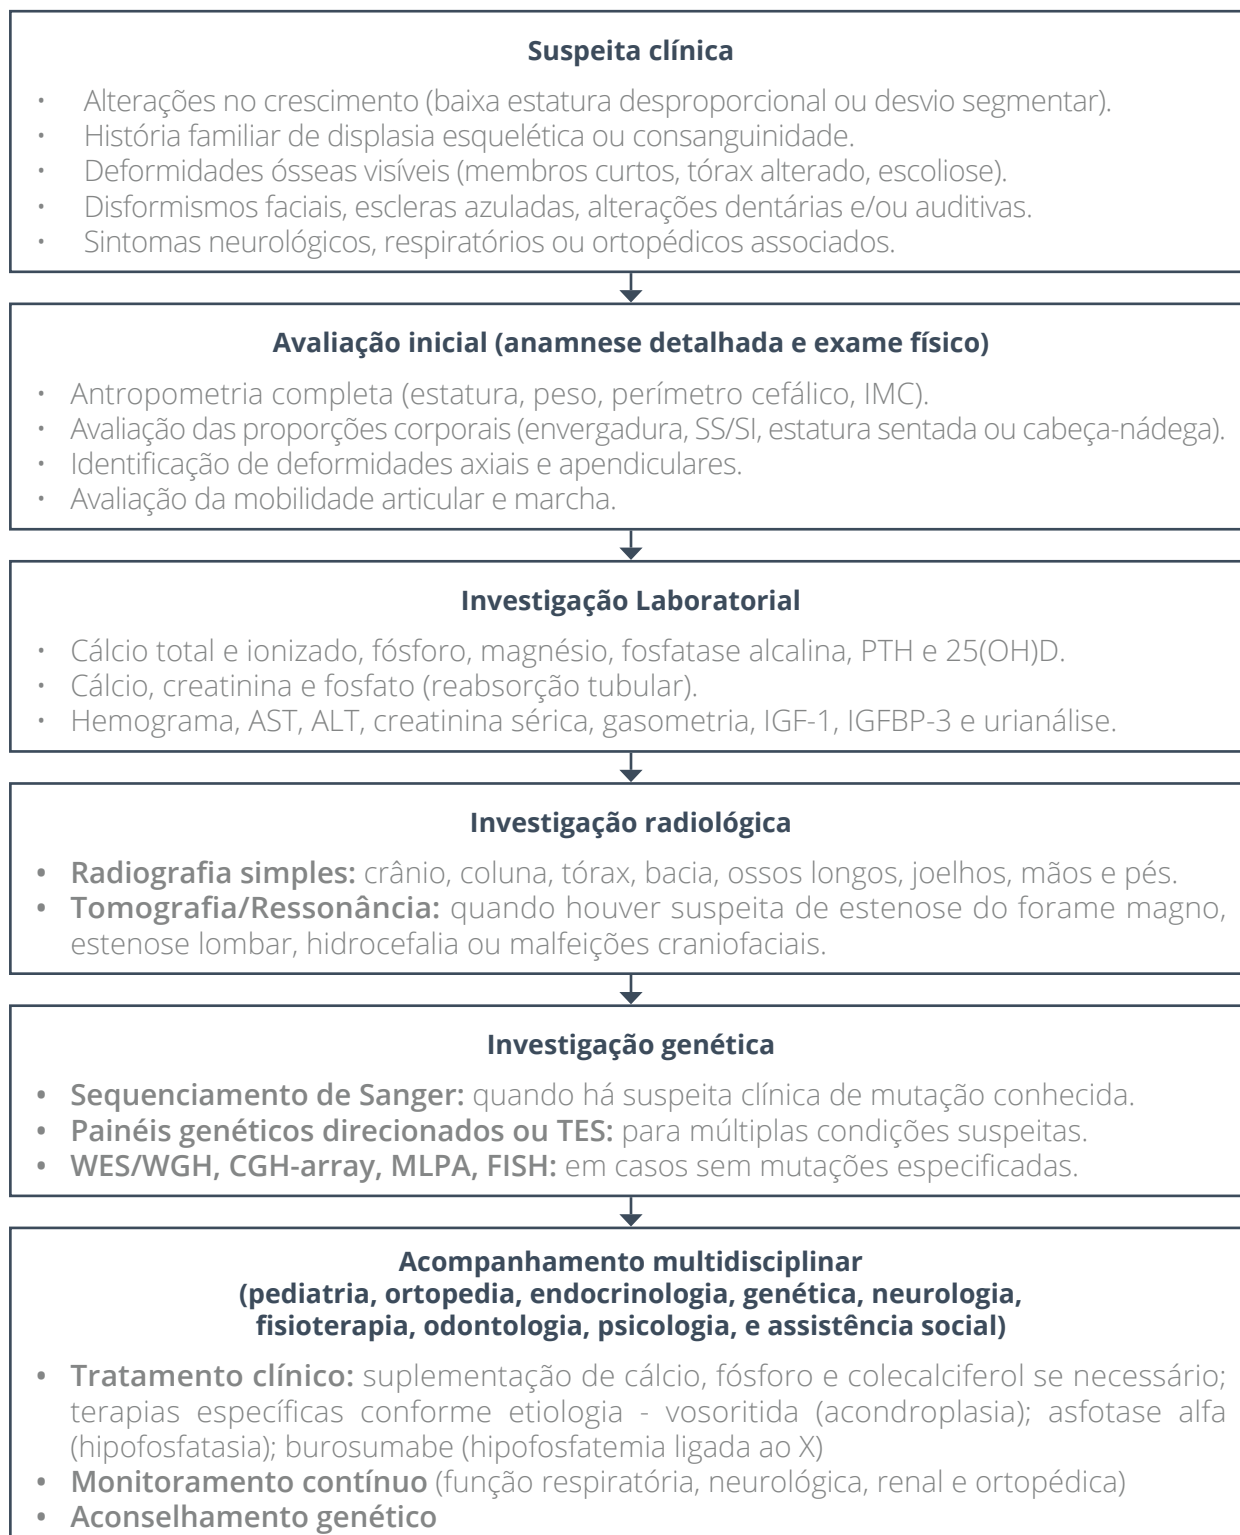 Suspeita clínica
• Alterações no crescimento (baixa estatura desproporcional ou desvio segmentar).
• História familiar de displasia esquelética ou consanguinidade.
• Deformidades ósseas visíveis (membros curtos, tórax alterado, escoliose).
• Disformismos faciais, escleras azuladas, alterações dentárias e/ou auditivas.
• Sintomas neurológicos, respiratórios ou ortopédicos associados.
Avaliação inicial (anamnese detalhada e exame físico)
• Antropometria completa (estatura, peso, perímetro cefálico, IMC).
• Avaliação das proporções corporais (envergadura, SS/SI, estatura sentada ou cabeça-nádega).
• Identificação de deformidades axiais e apendiculares.
• Avaliação da mobilidade articular e marcha.
Investigação Laboratorial
• Cálcio total e ionizado, fósforo, magnésio, fosfatase alcalina, PTH e 25(OH)D.
• Cálcio, creatinina e fosfato (reabsorção tubular).
• Hemograma, AST, ALT, creatinina sérica, gasometria, IGF-1, IGFBP-3 e urianálise.
Investigação radiológica
• Radiografia simples: crânio, coluna, tórax, bacia, ossos longos, joelhos, mãos e pés.
• Tomografia/Ressonância: quando houver suspeita de estenose do forame magno,
estenose lombar, hidrocefalia ou malfeições craniofaciais.
Investigação genética
• Sequenciamento de Sanger: quando há suspeita clínica de mutação conhecida.
• Painéis genéticos direcionados ou TES: para múltiplas condições suspeitas.
• WES/WGH, CGH-array, MLPA, FISH: em casos sem mutações especificadas.
Acompanhamento multidisciplinar
(pediatria, ortopedia, endocrinologia, genética, neurologia,
fisioterapia, odontologia, psicologia, e assistência social)
• Tratamento clínico: suplementação de cálcio, fósforo e colecalciferol se necessário;
terapias específicas conforme etiologia - vosoritida (acondroplasia); asfotase alfa
(hipofosfatasia); burosumabe (hipofosfatemia ligada ao X)
• Monitoramento contínuo (função respiratória, neurológica, renal e ortopédica)
• Aconselhamento genético